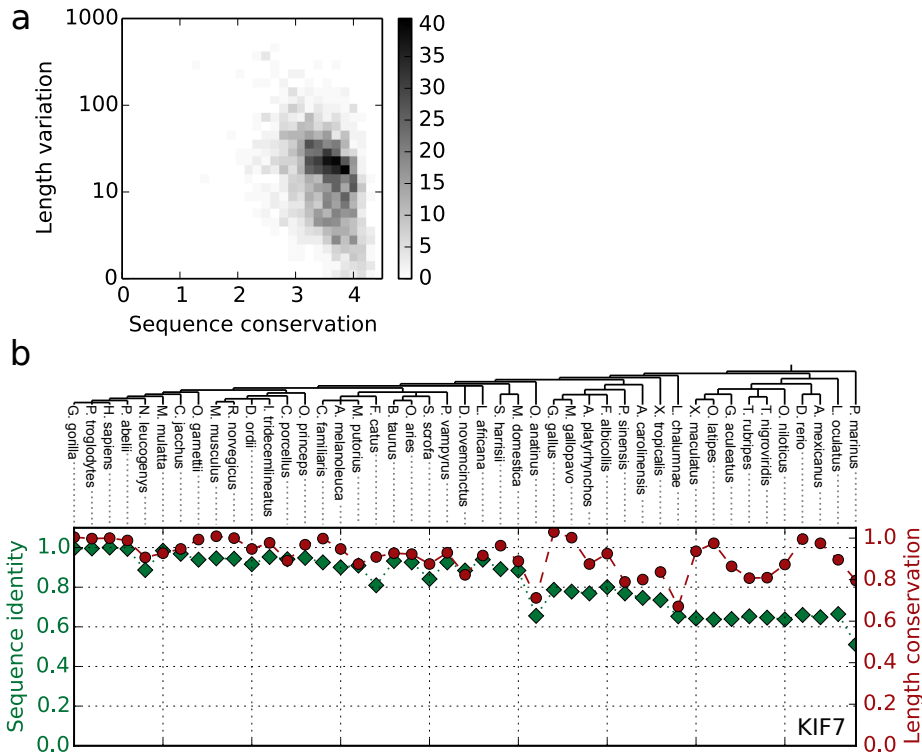 a
1000
100
10
0
Length variation
0 1 2 3 4
Sequence conservation
40
35
30
25
20
15
10
5
0
b
G. gorilla
P. troglodytes
H. sapiens
P. abelii
N. leucogenys
M. mulatta
C. jacchus
O. garnettii
M. musculus
R. norvegicus
D. ordii
I. tridecemlineatus
C. porcellus
O. princeps
C. familiaris
A. melanoleuca
M. putorius
F. catus
B. taurus
O. aries
S. scrofa
P. vampyrus
D. novemcinctus
L. africana
S. harrisii
M. domestica
O. anatinus
G. gallus
M. gallopavo
A. platyrhynchos
F. albicollis
P. sinensis
A. carolinensis
X. tropicalis
L. chalumnae
X. maculatus
O. latipes
G. aculeatus
T. rubripes
T. nigroviridis
O. niloticus
D. rerio
A. mexicanus
L. oculatus
P. marinus
Sequence identity
1.0
0.8
0.6
0.4
0.2
0.0
1.0
0.8
0.6
0.4
0.2
0.0
Length conservation
KIF7